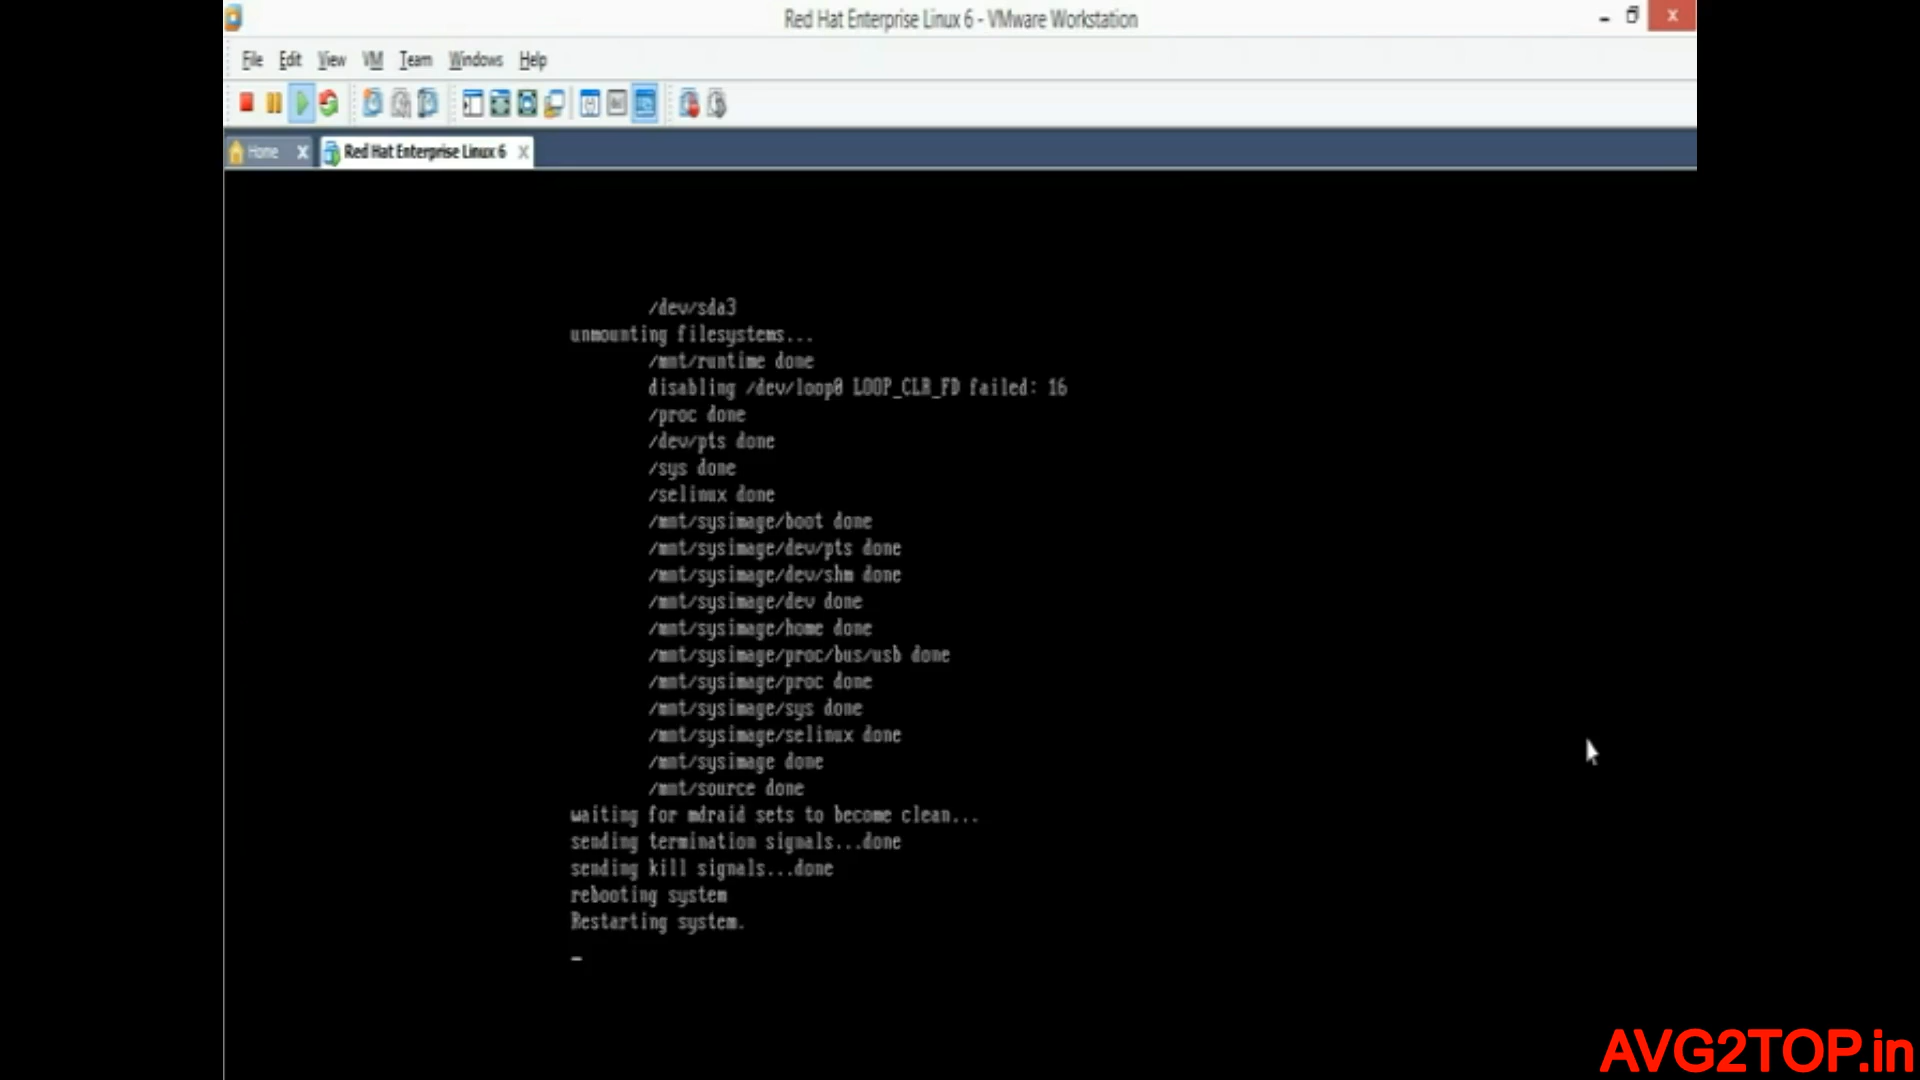 Red Hat Enterprise Linux 6 - VMware Workstation
File Edit View VM Team Windows Help
Home x Red Hat Enterprise Linux 6 x
/dev/sda3
unmounting filesystems...
/mnt/runtime done
disabling /dev/loop0 LOOP_CLR_FD failed: 16
/proc done
/dev/pts done
/sys done
/selinux done
/mnt/sysimage/boot done
/mnt/sysimage/dev/pts done
/mnt/sysimage/dev/shm done
/mnt/sysimage/dev done
/mnt/sysimage/home done
/mnt/sysimage/proc/bus/usb done
/mnt/sysimage/proc done
/mnt/sysimage/sys done
/mnt/sysimage/selinux done
/mnt/sysimage done
/mnt/source done
waiting for mdraid sets to become clean...
sending termination signals...done
sending kill signals...done
rebooting system
Restarting system.
AVG2TOP.in